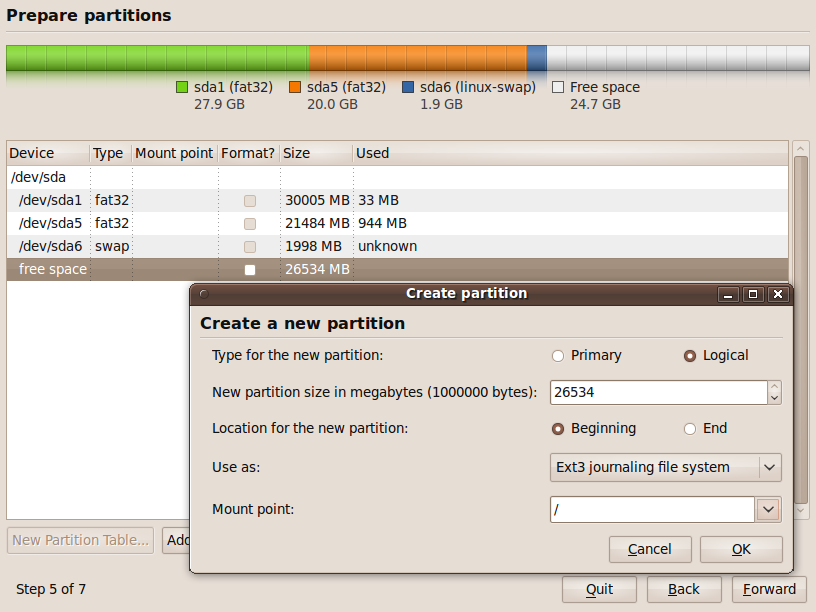 Prepare partitions
sda1 (fat32) sda5 (fat32) sda6 (linux-swap) Free space
27.9 GB 20.0 GB 1.9 GB 24.7 GB
Device Type Mount point Format? Size Used
/dev/sda
/dev/sda1 fat32 30005 MB 33 MB
/dev/sda5 fat32 21484 MB 944 MB
/dev/sda6 swap 1998 MB unknown
free space 26534 MB
Create partition
Create a new partition
Type for the new partition: Primary Logical
New partition size in megabytes (1000000 bytes): 26534
Location for the new partition: Beginning End
Use as: Ext3 journaling file system
Mount point: /
Cancel OK
New Partition Table... Add
Step 5 of 7 Quit Back Forward